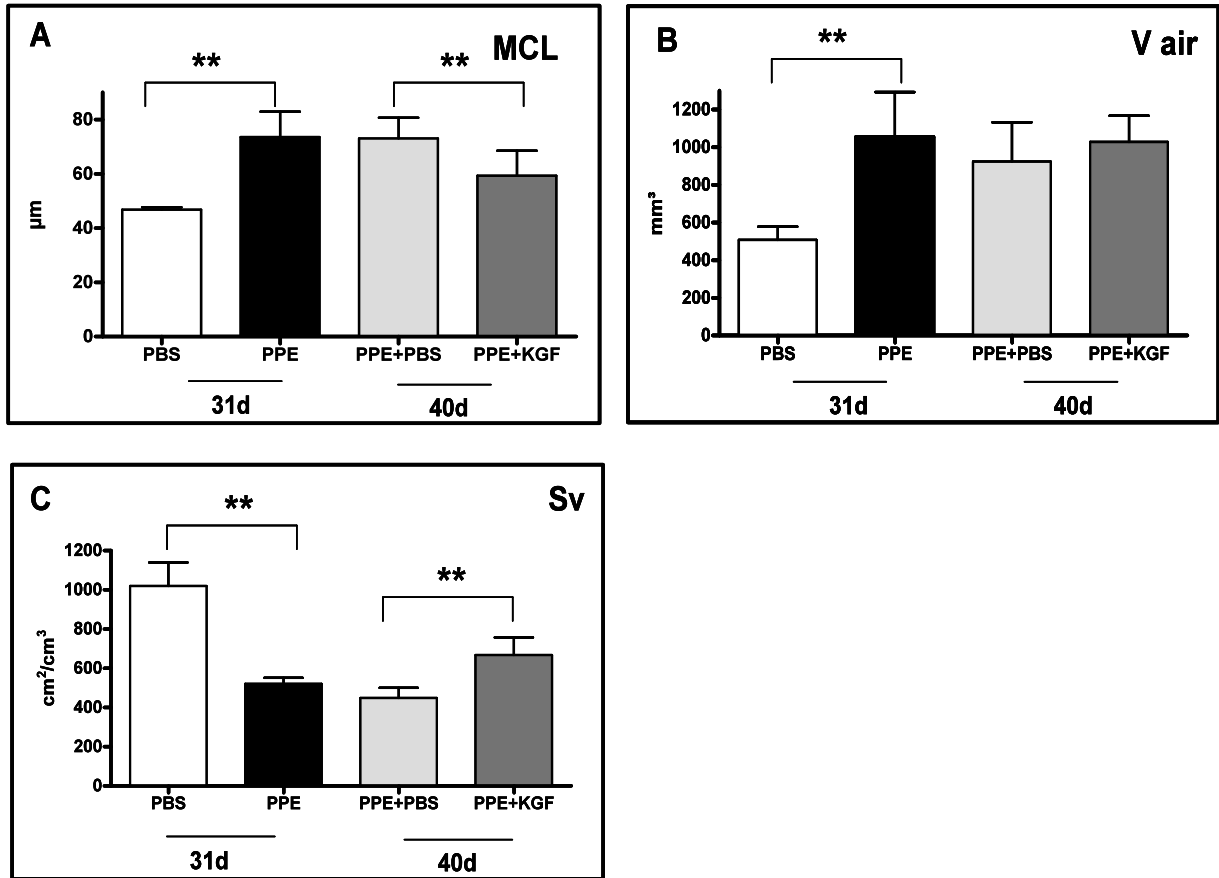 A
MCL
**
**
µm
80
60
40
20
0
PBS PPE PPE+PBS PPE+KGF
31d 40d
B
V air
**
mm³
1200
1000
800
600
400
200
0
PBS PPE PPE+PBS PPE+KGF
31d 40d
C
Sv
**
**
cm²/cm³
1200
1000
800
600
400
200
0
PBS PPE PPE+PBS PPE+KGF
31d 40d